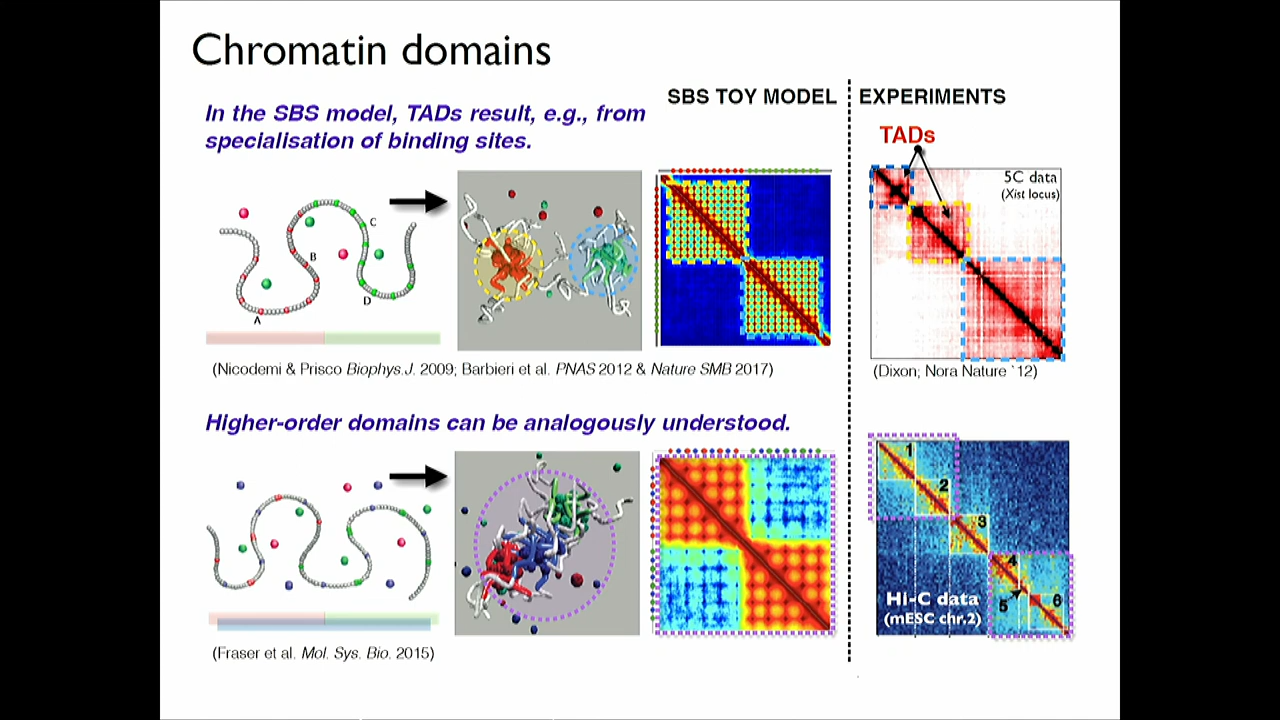 Chromatin domains
In the SBS model, TADs result, e.g., from
specialisation of binding sites.
SBS TOY MODEL
EXPERIMENTS
TADs
5C data
(Xist locus)
C
B
D
A
(Nicodemi & Prisco Biophys.J. 2009; Barbieri et al. PNAS 2012 & Nature SMB 2017)
(Dixon; Nora Nature `12)
Higher-order domains can be analogously understood.
1
2
3
4
5
6
Hi-C data
(mESC chr.2)
(Fraser et al. Mol. Sys. Bio. 2015)